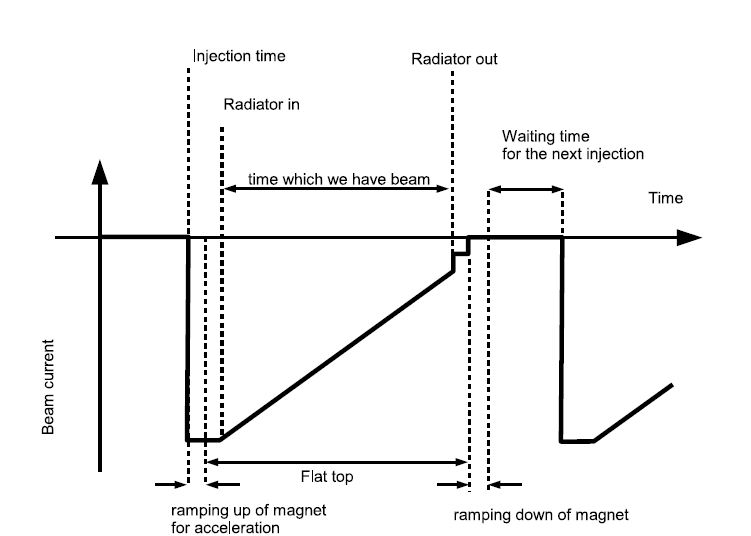 Injection time
Radiator out
Radiator in
Waiting time
for the next injection
time which we have beam
Time
Beam current
Flat top
ramping up of magnet
for acceleration
ramping down of magnet